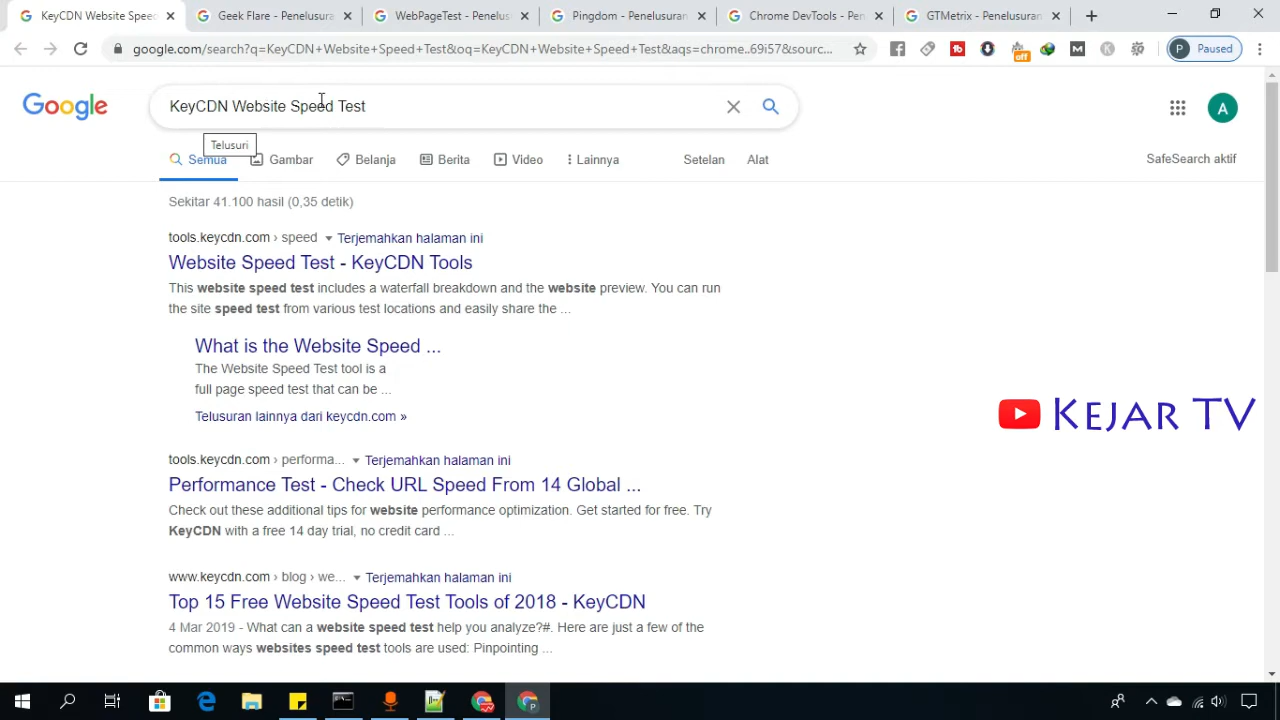 KeyCDN Website Speed
Geek Flare - Penelusura
WebPageTest - Penelus
Pingdom - Penelusuran
Chrome DevTools - Pen
GTMetrix - Penelusuran
google.com/search?q=KeyCDN+Website+Speed+Test&oq=KeyCDN+Website+Speed+Test&aqs=chrome..69i57&sourc...
off
P Paused
Google
KeyCDN Website Speed Test
A
Telusuri
Semua
Gambar
Belanja
Berita
Video
Lainnya
Setelan
Alat
SafeSearch aktif
Sekitar 41.100 hasil (0,35 detik)
tools.keycdn.com › speed Terjemahkan halaman ini
Website Speed Test - KeyCDN Tools
This website speed test includes a waterfall breakdown and the website preview. You can run
the site speed test from various test locations and easily share the ...
What is the Website Speed ...
The Website Speed Test tool is a
full page speed test that can be ...
Telusuran lainnya dari keycdn.com »
KEJAR TV
tools.keycdn.com › performa... Terjemahkan halaman ini
Performance Test - Check URL Speed From 14 Global ...
Check out these additional tips for website performance optimization. Get started for free. Try
KeyCDN with a free 14 day trial, no credit card ...
www.keycdn.com › blog › we... Terjemahkan halaman ini
Top 15 Free Website Speed Test Tools of 2018 - KeyCDN
4 Mar 2019 - What can a website speed test help you analyze?#. Here are just a few of the
common ways websites speed test tools are used: Pinpointing ...